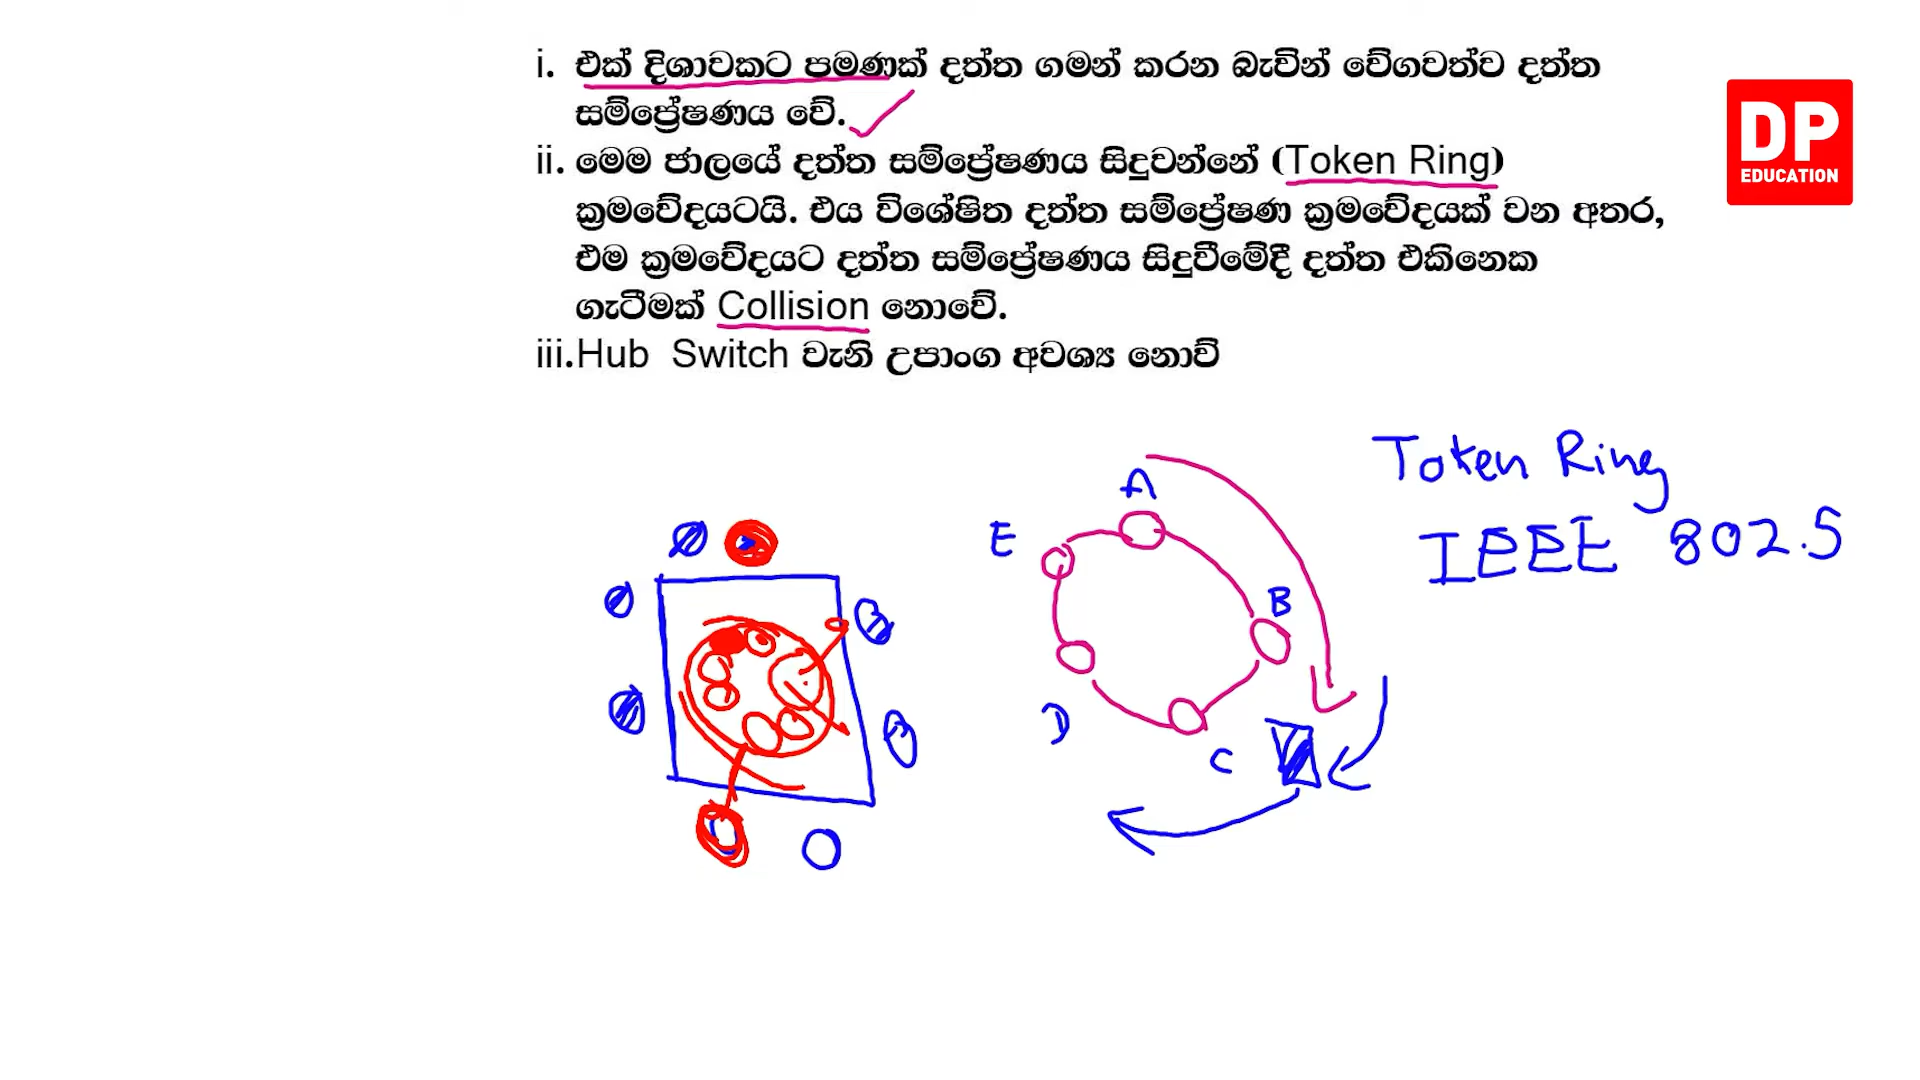 i. එක් දිශාවකට පමණක් දත්ත ගමන් කරන බැවින් වේගවත්ව දත්ත
සම්ප්‍රේෂණය වේ.
ii. මෙම ජාලයේ දත්ත සම්ප්‍රේෂණය සිදුවන්නේ (Token Ring)
ක්‍රමවේදයටයි. එය විශේෂිත දත්ත සම්ප්‍රේෂණ ක්‍රමවේදයක් වන අතර,
එම ක්‍රමවේදයට දත්ත සම්ප්‍රේෂණය සිදුවීමේදී දත්ත එකිනෙක
ගැටීමක් Collision නොවේ.
iii.Hub Switch වැනි උපාංග අවශ්‍ය නොවේ
DP
EDUCATION
Token Ring
IEEE 802.5
A
E
B
D
C